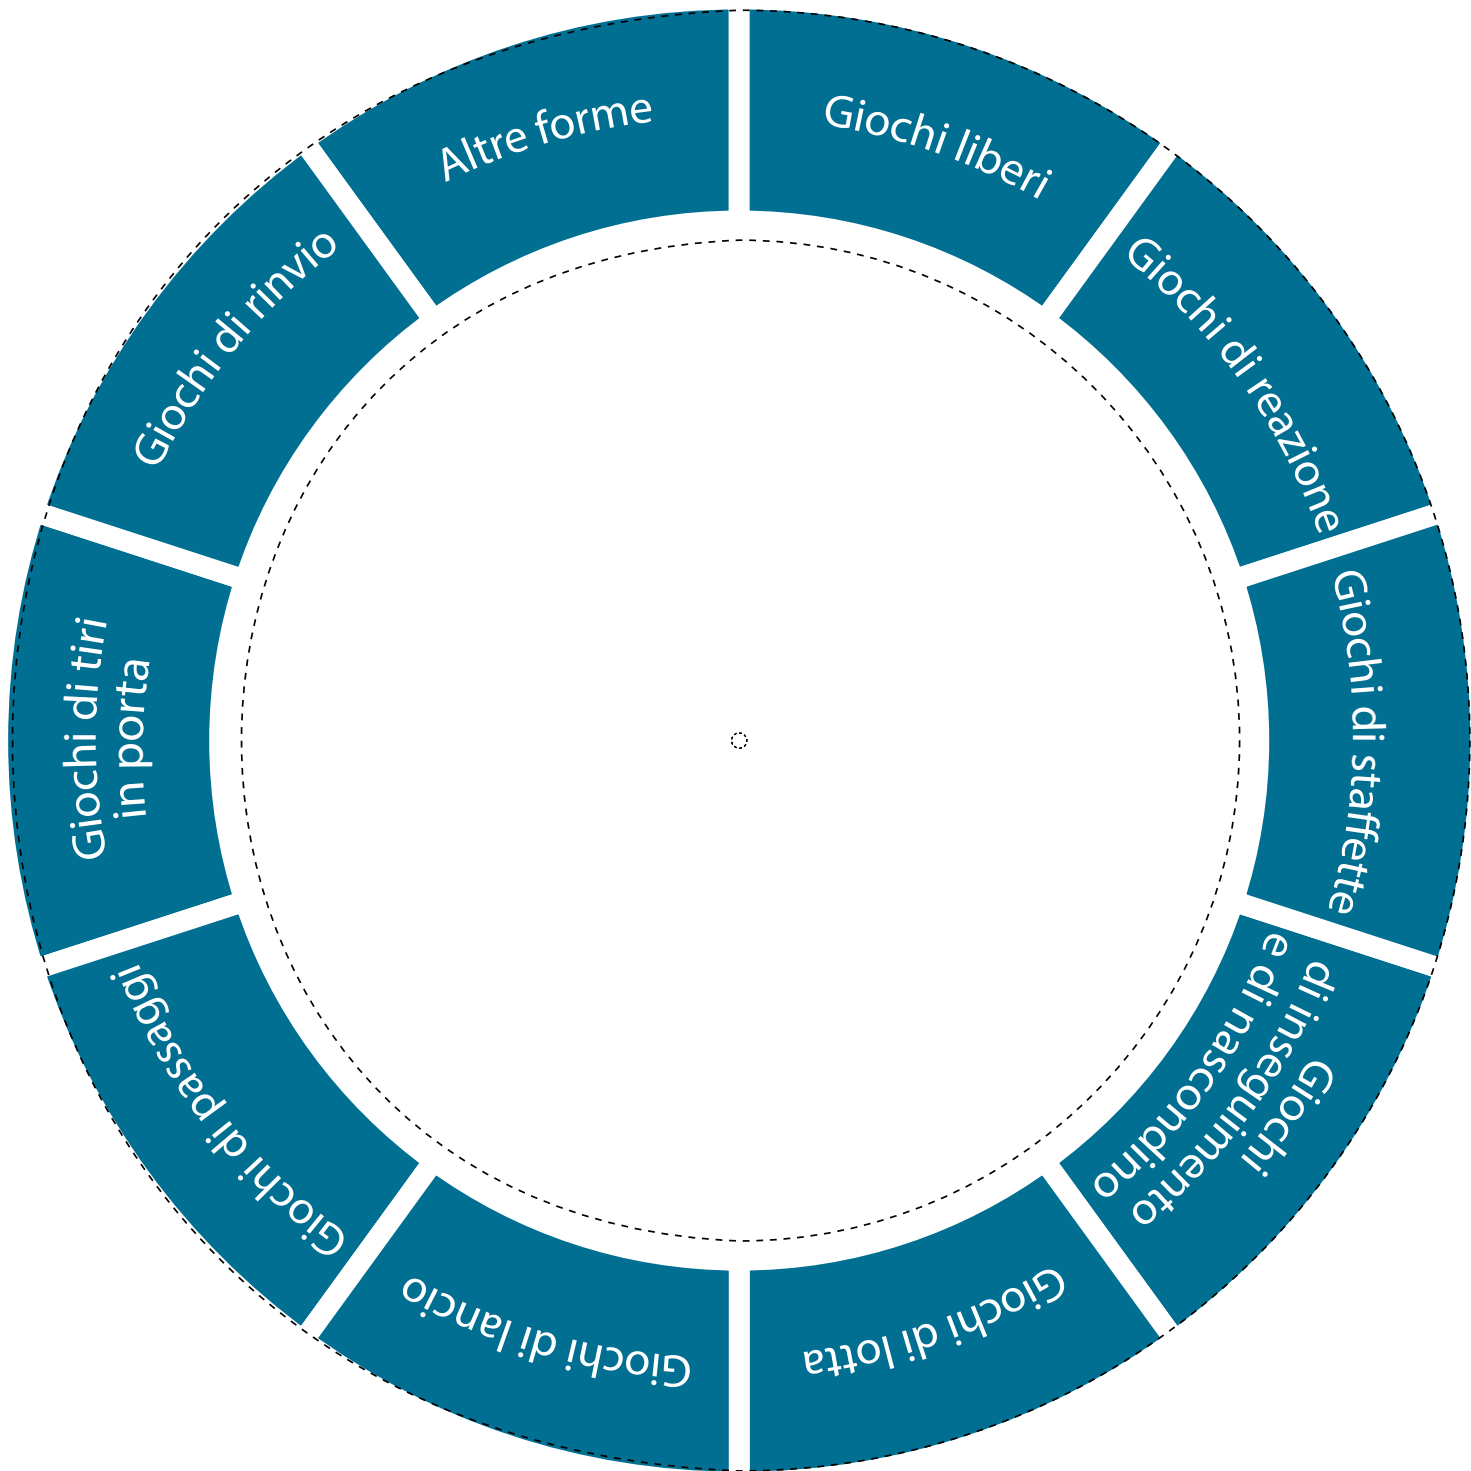 Giochi liberi
Giochi di reazione
Giochi di staffette
Giochi
di inseguimento
e di nascondino
Giochi di lotta
Giochi di lancio
Giochi di passaggi
Giochi di tiri
in porta
Giochi di rinvio
Altre forme